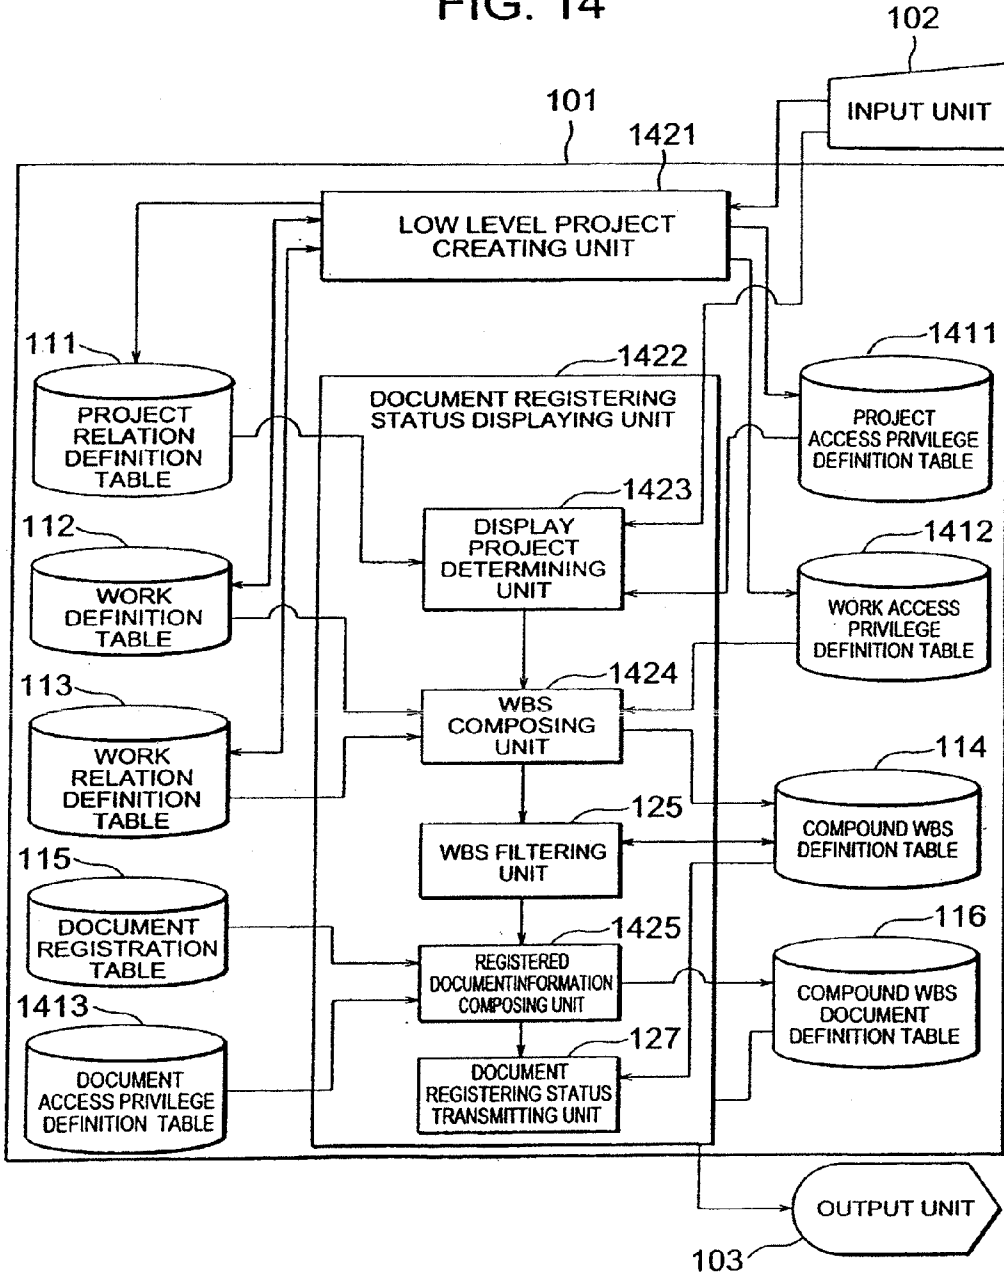 FIG. 14
102
INPUT UNIT
101
1421
LOW LEVEL PROJECT
CREATING UNIT
111
PROJECT
RELATION
DEFINITION
TABLE
1422
DOCUMENT REGISTERING
STATUS DISPLAYING UNIT
1411
PROJECT
ACCESS PRIVILEGE
DEFINITION TABLE
1423
DISPLAY
PROJECT
DETERMINING
UNIT
112
WORK
DEFINITION
TABLE
1412
WORK ACCESS
PRIVILEGE
DEFINITION TABLE
1424
WBS
COMPOSING
UNIT
113
WORK
RELATION
DEFINITION
TABLE
114
COMPOUND WBS
DEFINITION TABLE
125
WBS FILTERING
UNIT
115
DOCUMENT
REGISTRATION
TABLE
1425
REGISTERED
DOCUMENTINFORMATION
COMPOSING UNIT
116
COMPOUND WBS
DOCUMENT
DEFINITION TABLE
1413
DOCUMENT
ACCESS PRIVILEGE
DEFINITION TABLE
127
DOCUMENT
REGISTERING STATUS
TRANSMITTING UNIT
OUTPUT UNIT
103